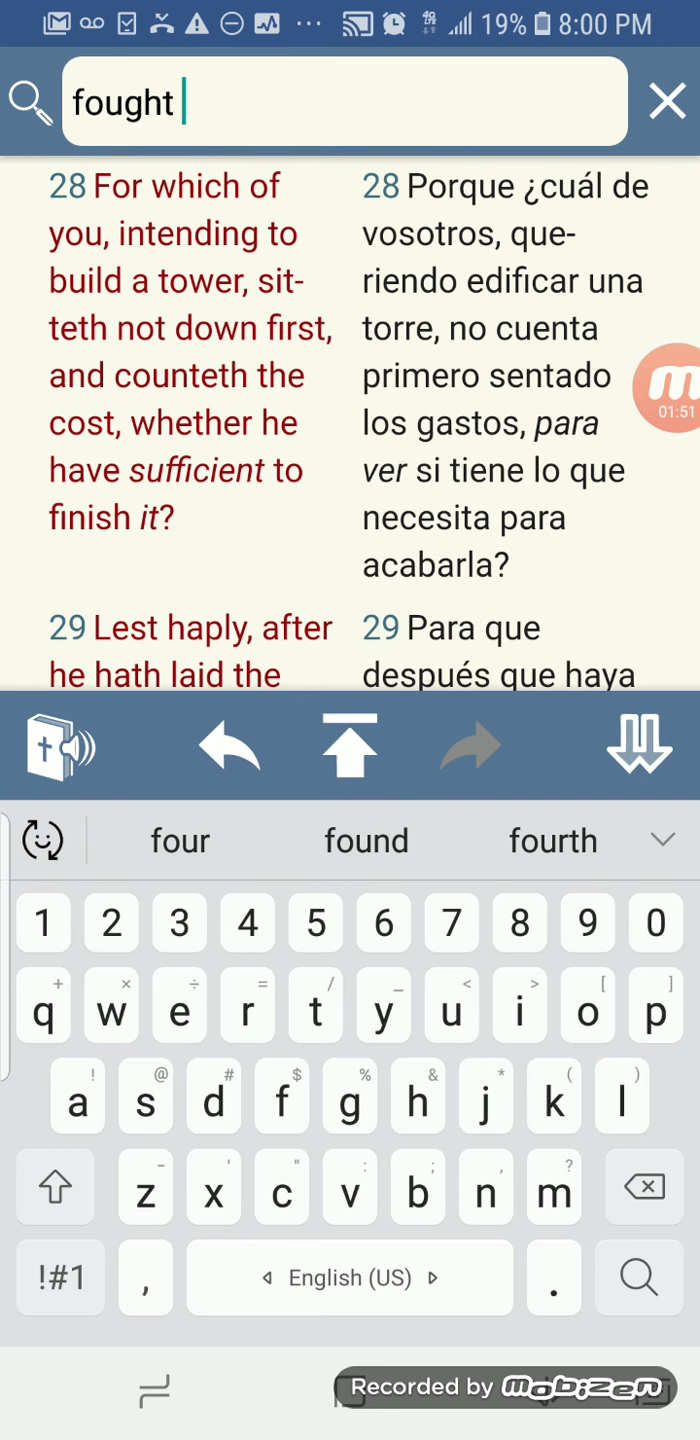 19% 8:00 PM
fought
28 For which of
you, intending to
build a tower, sit-
teth not down first,
and counteth the
cost, whether he
have sufficient to
finish it?
29 Lest haply, after
he hath laid the
28 Porque ¿cuál de
vosotros, que-
riendo edificar una
torre, no cuenta
primero sentado
los gastos, para
ver si tiene lo que
necesita para
acabarla?
29 Para que
después que haya
01:51
four found fourth
1 2 3 4 5 6 7 8 9 0
+ × ÷ = / _ < > [ ]
q w e r t y u i o p
! @ # $ % & * ( )
a s d f g h j k l
- ' " : ; , ?
z x c v b n m
!#1 , English (US) .
Recorded by mobizen